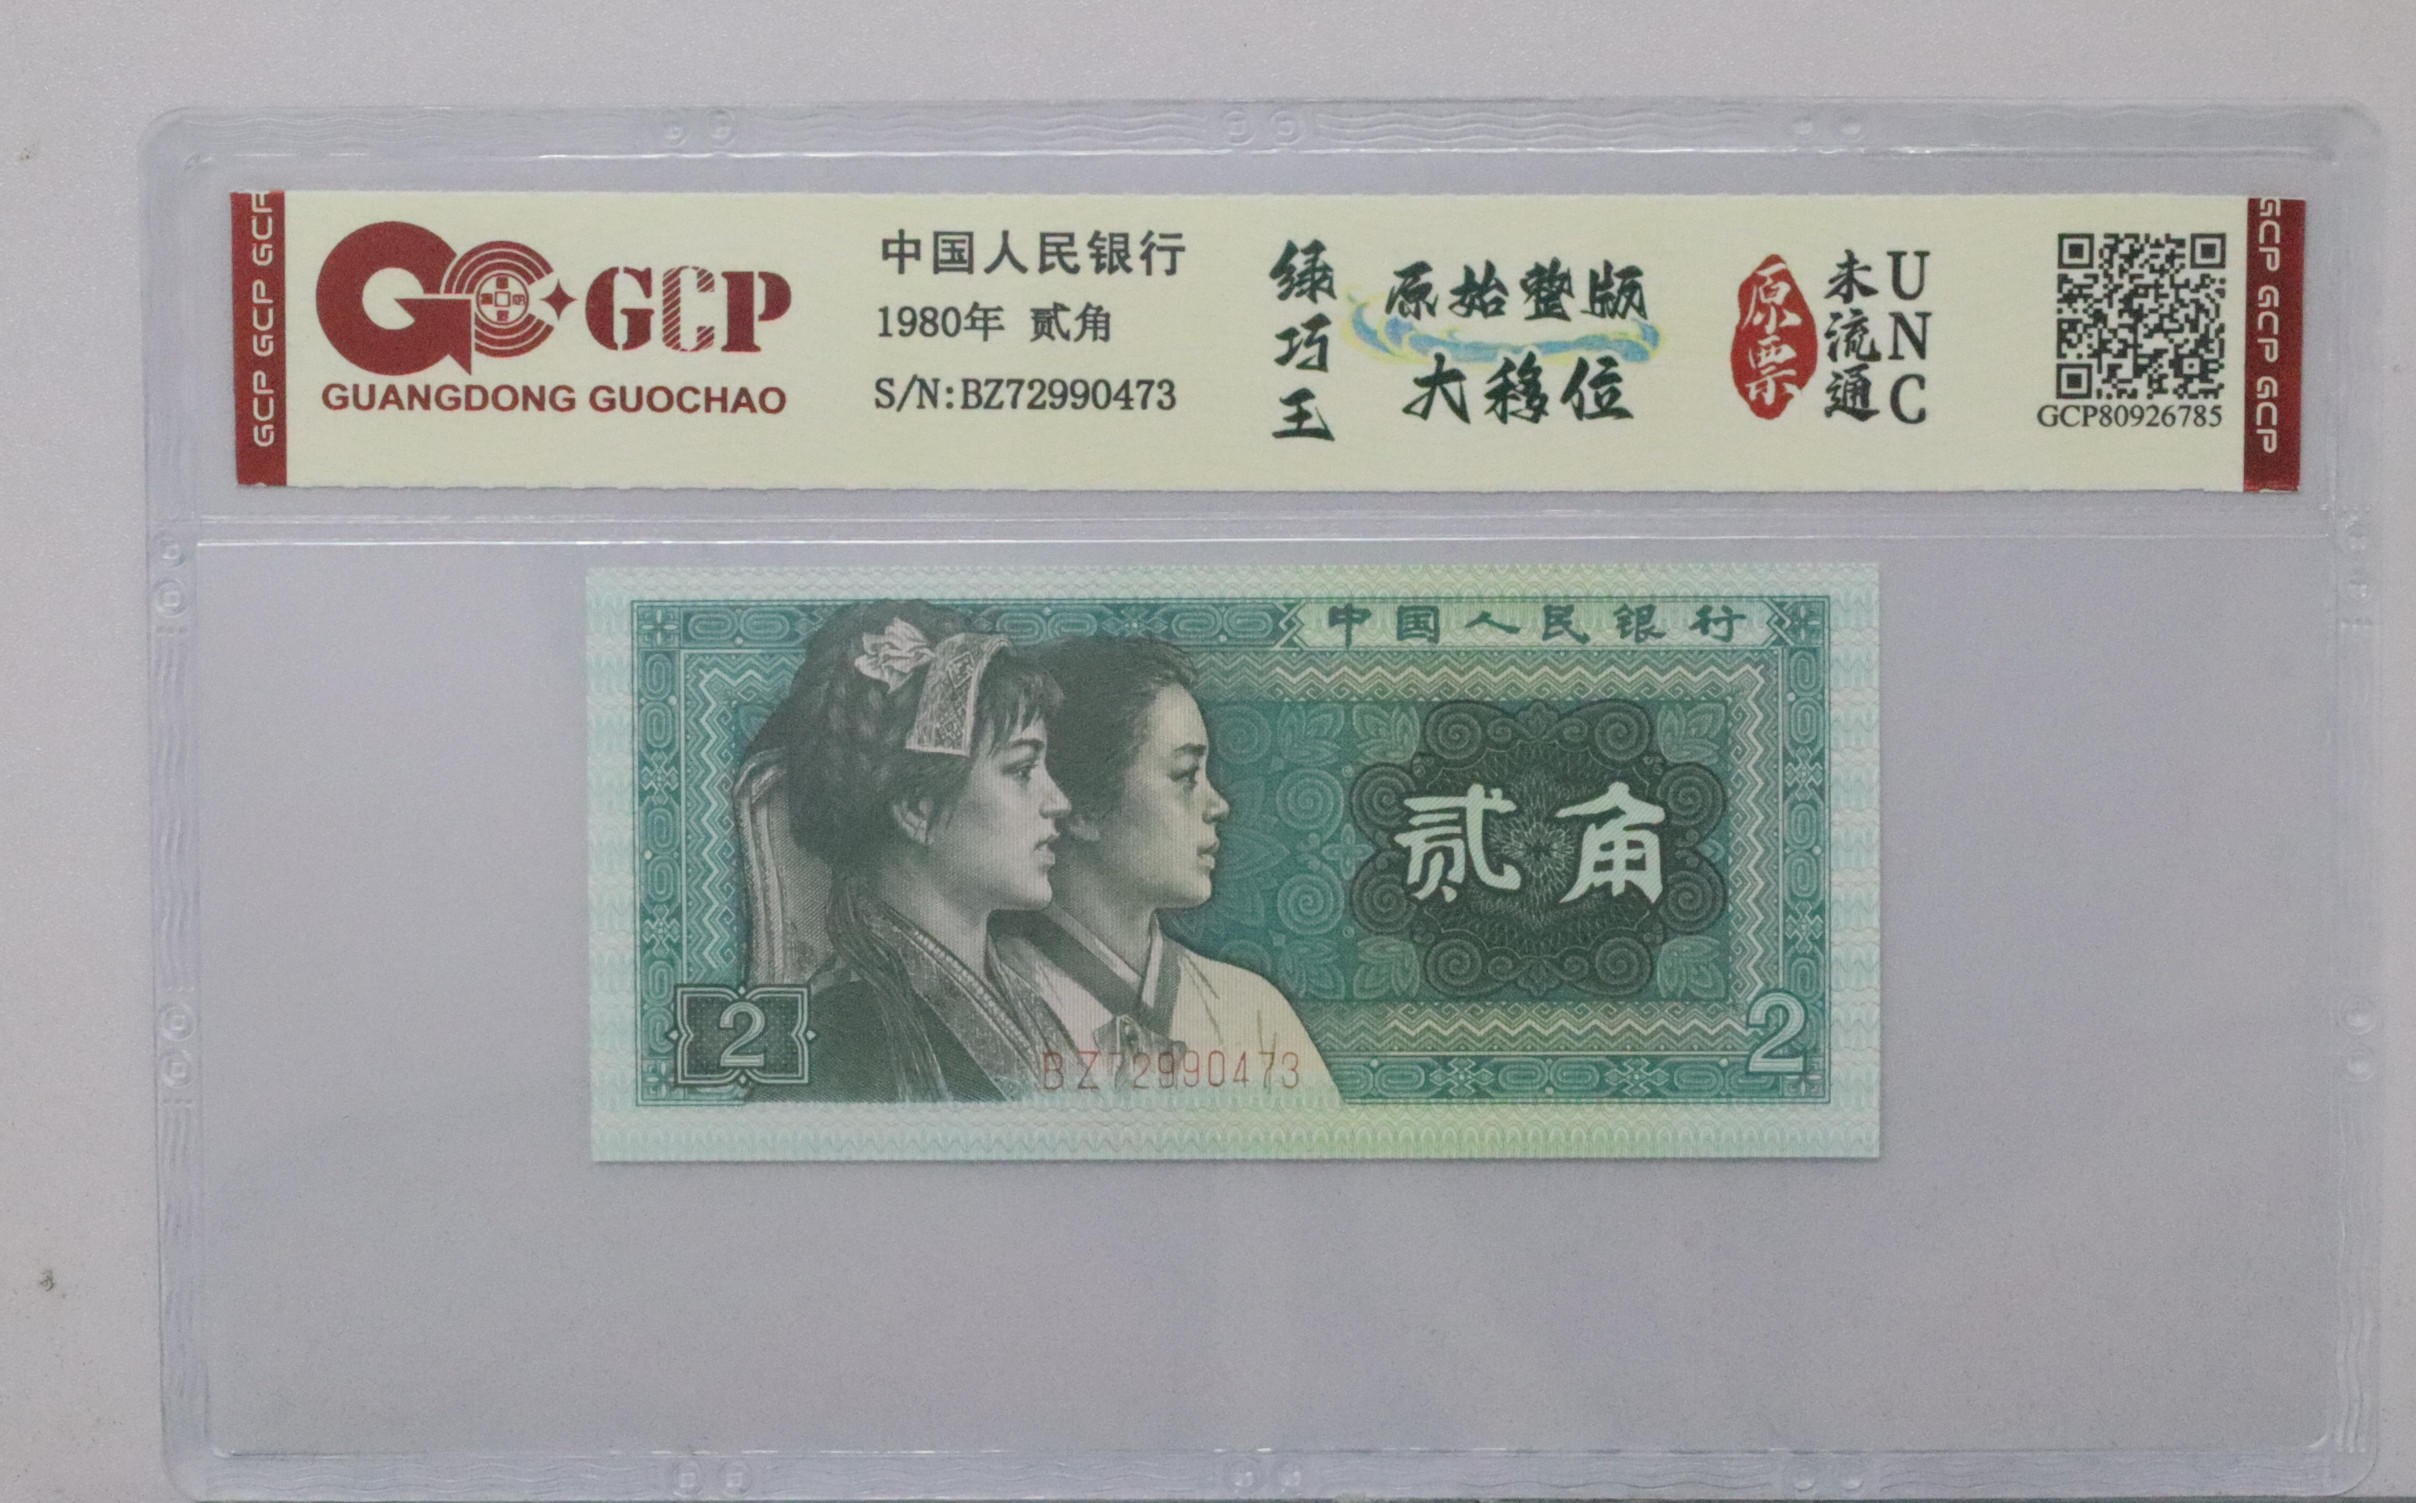 GCP GCP GCP
GCP
GUANGDONG GUOCHAO
中国人民银行
1980年 贰角
S/N:BZ72990473
绿巧王
原始整版
大移位
原票
未流通
UNC
GCP80926785
GCP GCP GCP
中国人民银行
贰角
2
2
BZ72990473